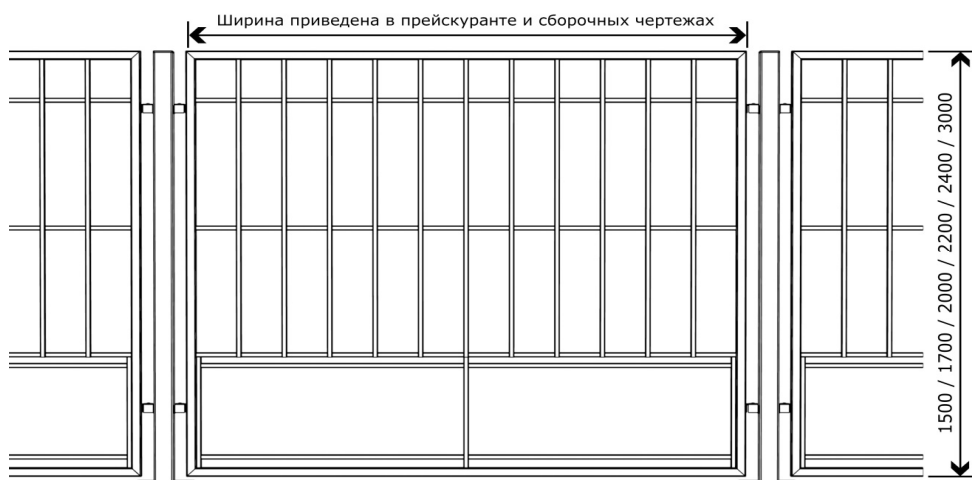 Ширина приведена в прейскуранте и сборочных чертежах
1500 / 1700 / 2000 / 2200 / 2400 / 3000